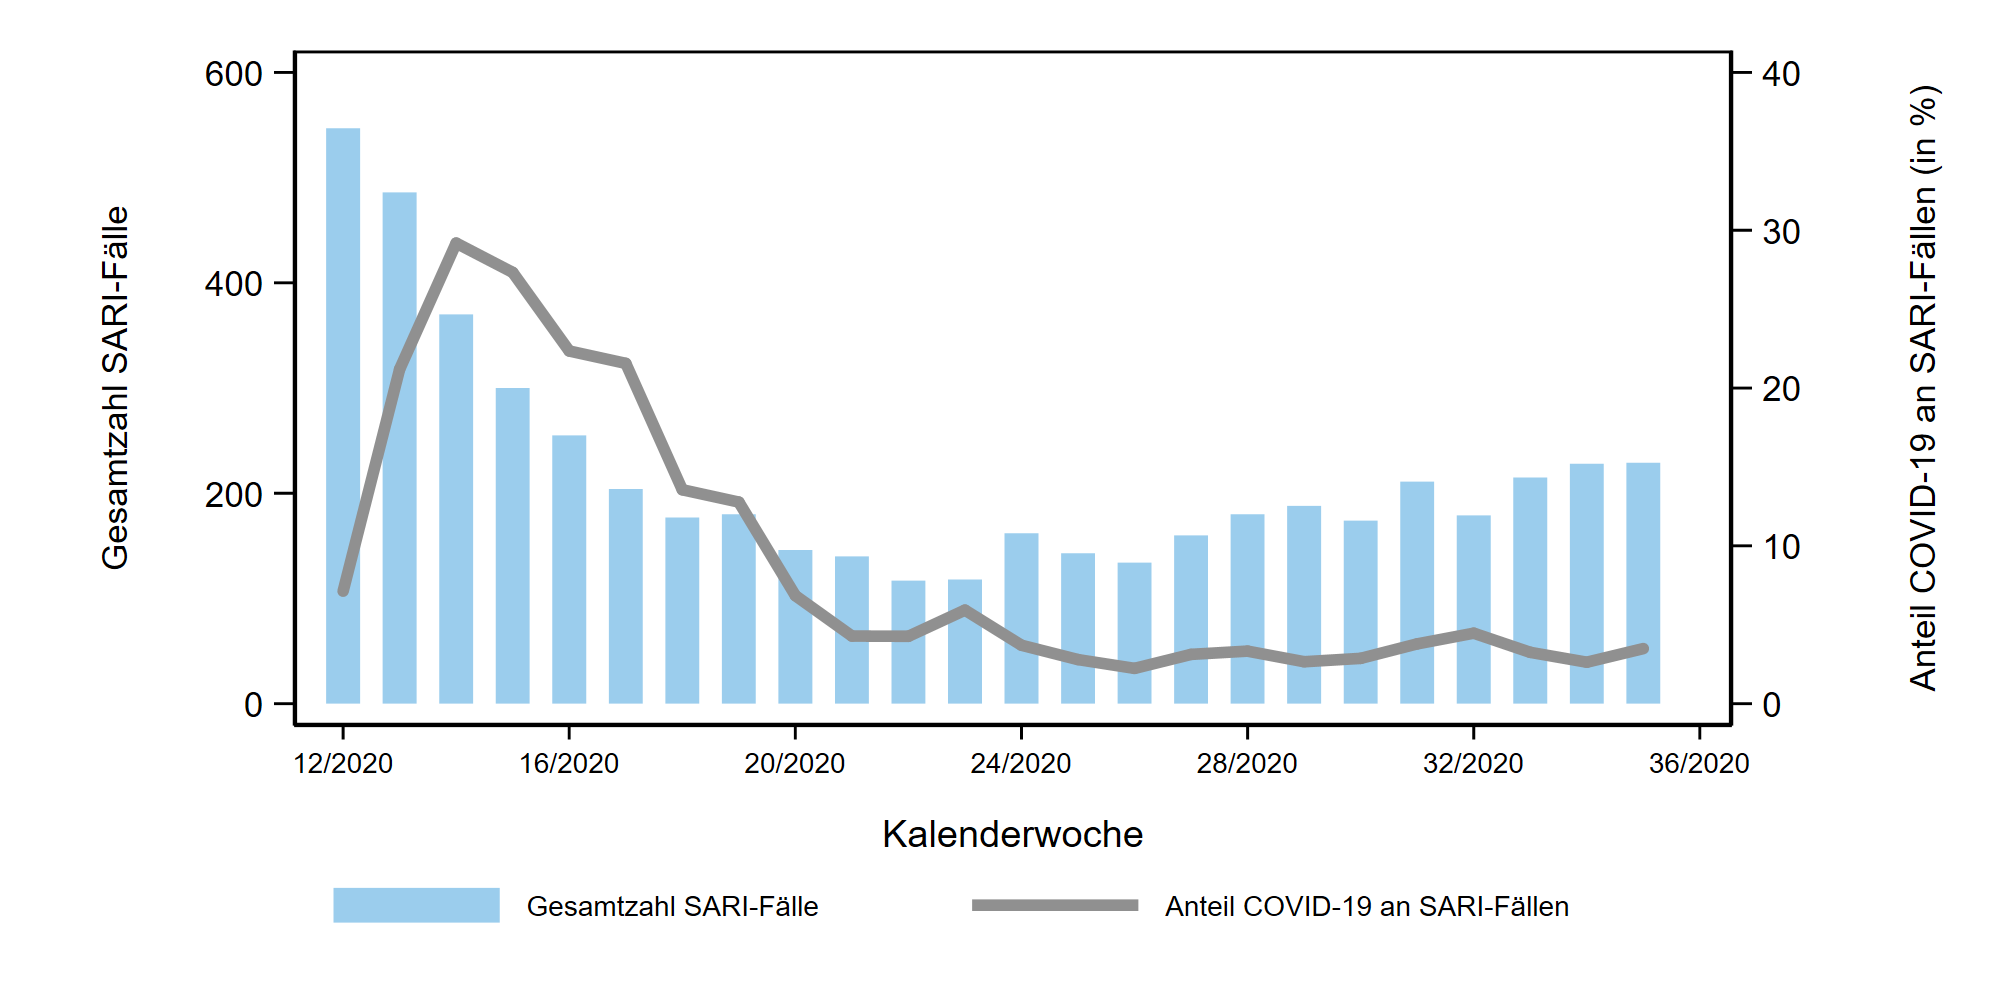 Gesamtzahl SARI-Fälle
600
400
200
0
40
30
20
10
0
Anteil COVID-19 an SARI-Fällen (in %)
12/2020 16/2020 20/2020 24/2020 28/2020 32/2020 36/2020
Kalenderwoche
Gesamtzahl SARI-Fälle Anteil COVID-19 an SARI-Fällen